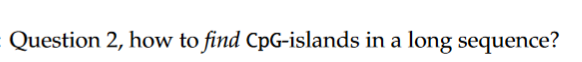 Question 2, how to find CpG-islands in a long sequence?